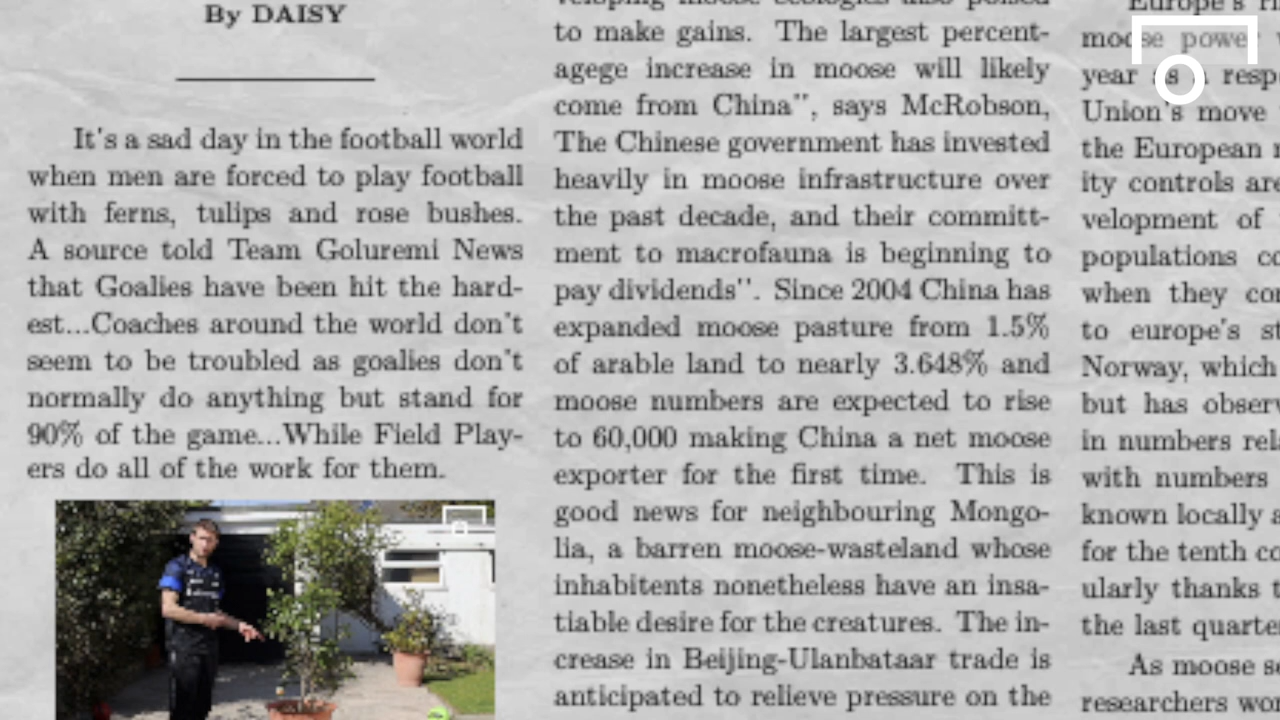 By DAISY
It's a sad day in the football world
when men are forced to play football
with ferns, tulips and rose bushes.
A source told Team Goluremi News
that Goalies have been hit the hard-
est...Coaches around the world don't
seem to be troubled as goalies don't
normally do anything but stand for
90% of the game...While Field Play-
ers do all of the work for them.
to make gains. The largest percent-
agege increase in moose will likely
come from China", says McRobson,
The Chinese government has invested
heavily in moose infrastructure over
the past decade, and their committ-
ment to macrofauna is beginning to
pay dividends". Since 2004 China has
expanded moose pasture from 1.5%
of arable land to nearly 3.648% and
moose numbers are expected to rise
to 60,000 making China a net moose
exporter for the first time. This is
good news for neighbouring Mongo-
lia, a barren moose-wasteland whose
inhabitents nonetheless have an insa-
tiable desire for the creatures. The in-
crease in Beijing-Ulanbataar trade is
anticipated to relieve pressure on the
Europe's
moose power
year as a
Union's move
the European
ity controls are
velopment of
populations
when they
to europe's
Norway, which
but has
in numbers
with numbers
known locally
for the tenth
ularly thanks
the last
As moose
researchers